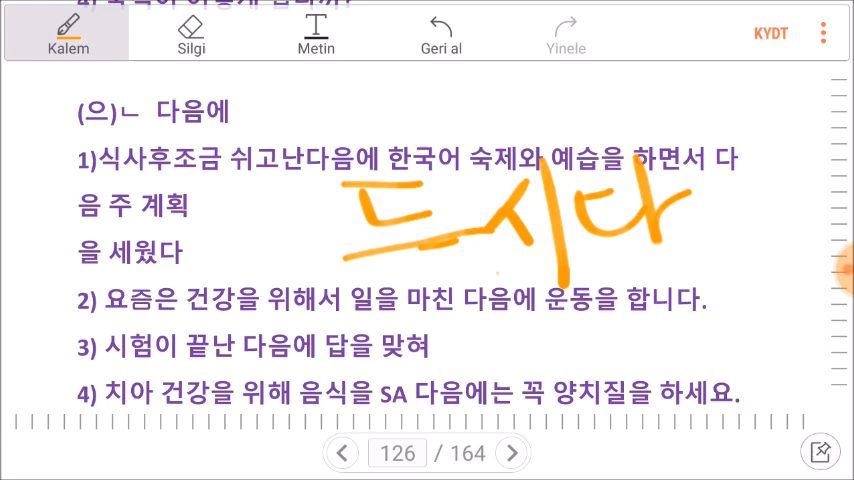 Kalem
Silgi
Metin
Geri al
Yinele
KYDT
(으)ㄴ 다음에
1)식사후조금 쉬고난다음에 한국어 숙제와 예습을 하면서 다
음 주 계획
을 세웠다
드시다
2) 요즘은 건강을 위해서 일을 마친 다음에 운동을 합니다.
3) 시험이 끝난 다음에 답을 맞혀
4) 치아 건강을 위해 음식을 SA 다음에는 꼭 양치질을 하세요.
126 / 164